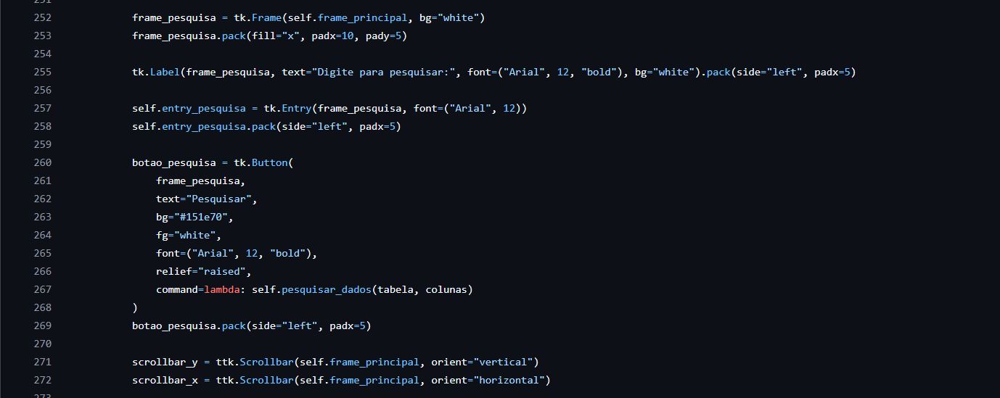 251
252 frame_pesquisa = tk.Frame(self.frame_principal, bg="white")
253 frame_pesquisa.pack(fill="x", padx=10, pady=5)
254
255 tk.Label(frame_pesquisa, text="Digite para pesquisar:", font=("Arial", 12, "bold"), bg="white").pack(side="left", padx=5)
256
257 self.entry_pesquisa = tk.Entry(frame_pesquisa, font=("Arial", 12))
258 self.entry_pesquisa.pack(side="left", padx=5)
259
260 botao_pesquisa = tk.Button(
261     frame_pesquisa,
262     text="Pesquisar",
263     bg="#151e70",
264     fg="white",
265     font=("Arial", 12, "bold"),
266     relief="raised",
267     command=lambda: self.pesquisar_dados(tabela, colunas)
268 )
269 botao_pesquisa.pack(side="left", padx=5)
270
271 scrollbar_y = ttk.Scrollbar(self.frame_principal, orient="vertical")
272 scrollbar_x = ttk.Scrollbar(self.frame_principal, orient="horizontal")
273